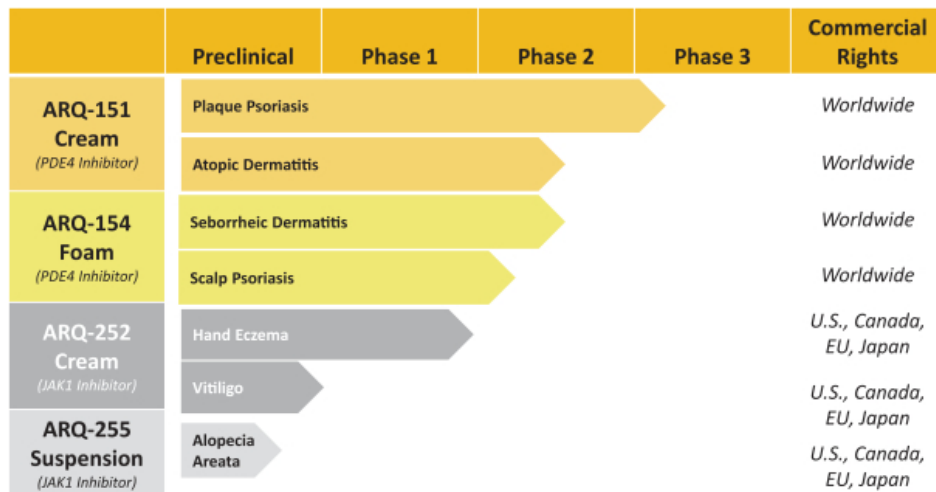 Preclinical Phase 1 Phase 2 Phase 3 Commercial
Rights
ARQ-151
Cream
(PDE4 Inhibitor)
Plaque Psoriasis
Worldwide
Atopic Dermatitis
Worldwide
ARQ-154
Foam
(PDE4 Inhibitor)
Seborrheic Dermatitis
Worldwide
Scalp Psoriasis
Worldwide
ARQ-252
Cream
(JAK1 Inhibitor)
Hand Eczema
U.S., Canada,
EU, Japan
Vitiligo
U.S., Canada,
EU, Japan
ARQ-255
Suspension
(JAK1 Inhibitor)
Alopecia
Areata
U.S., Canada,
EU, Japan